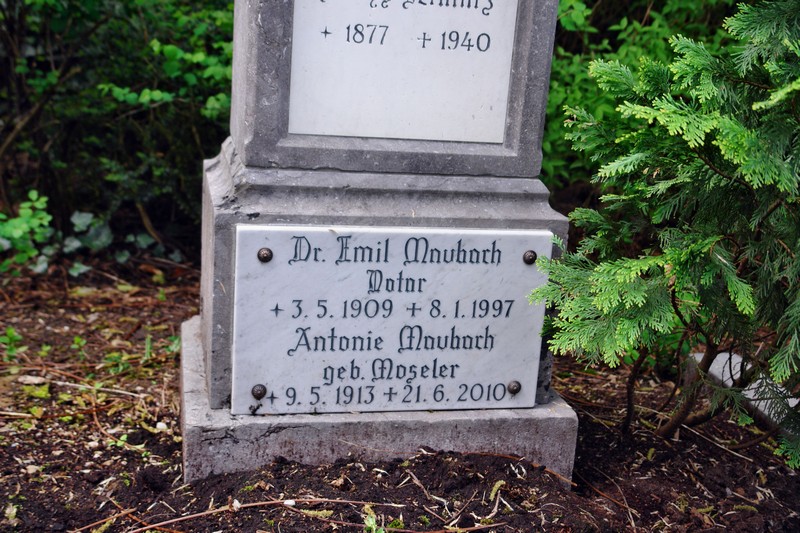 * 1877 † 1940
Dr. Emil Maubach
Notar
* 3. 5. 1909 † 8. 1. 1997
Antonie Maubach
geb. Moseler
* 9. 5. 1913 † 21. 6. 2010